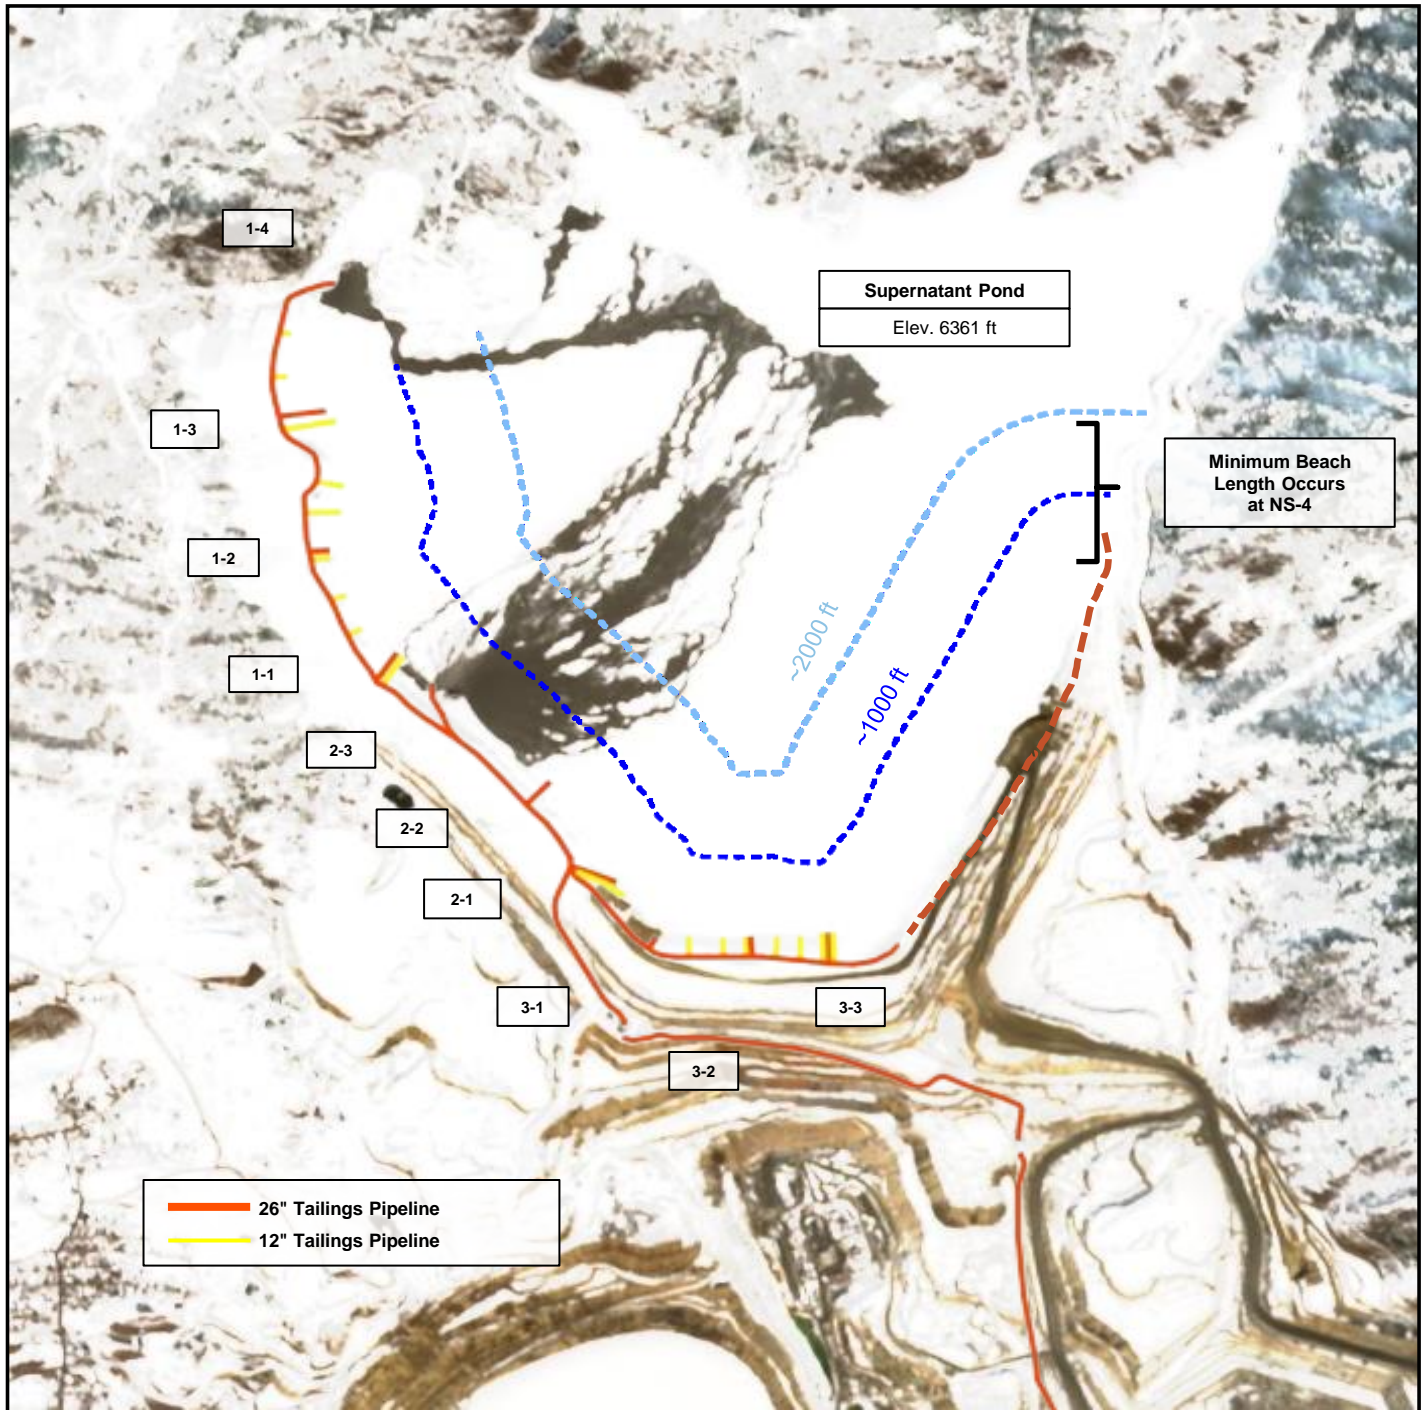 1-4
Supernatant Pond
Elev. 6361 ft
1-3
Minimum Beach
Length Occurs
at NS-4
1-2
~2000 ft
1-1
~1000 ft
2-3
2-2
2-1
3-1
3-3
3-2
26" Tailings Pipeline
12" Tailings Pipeline